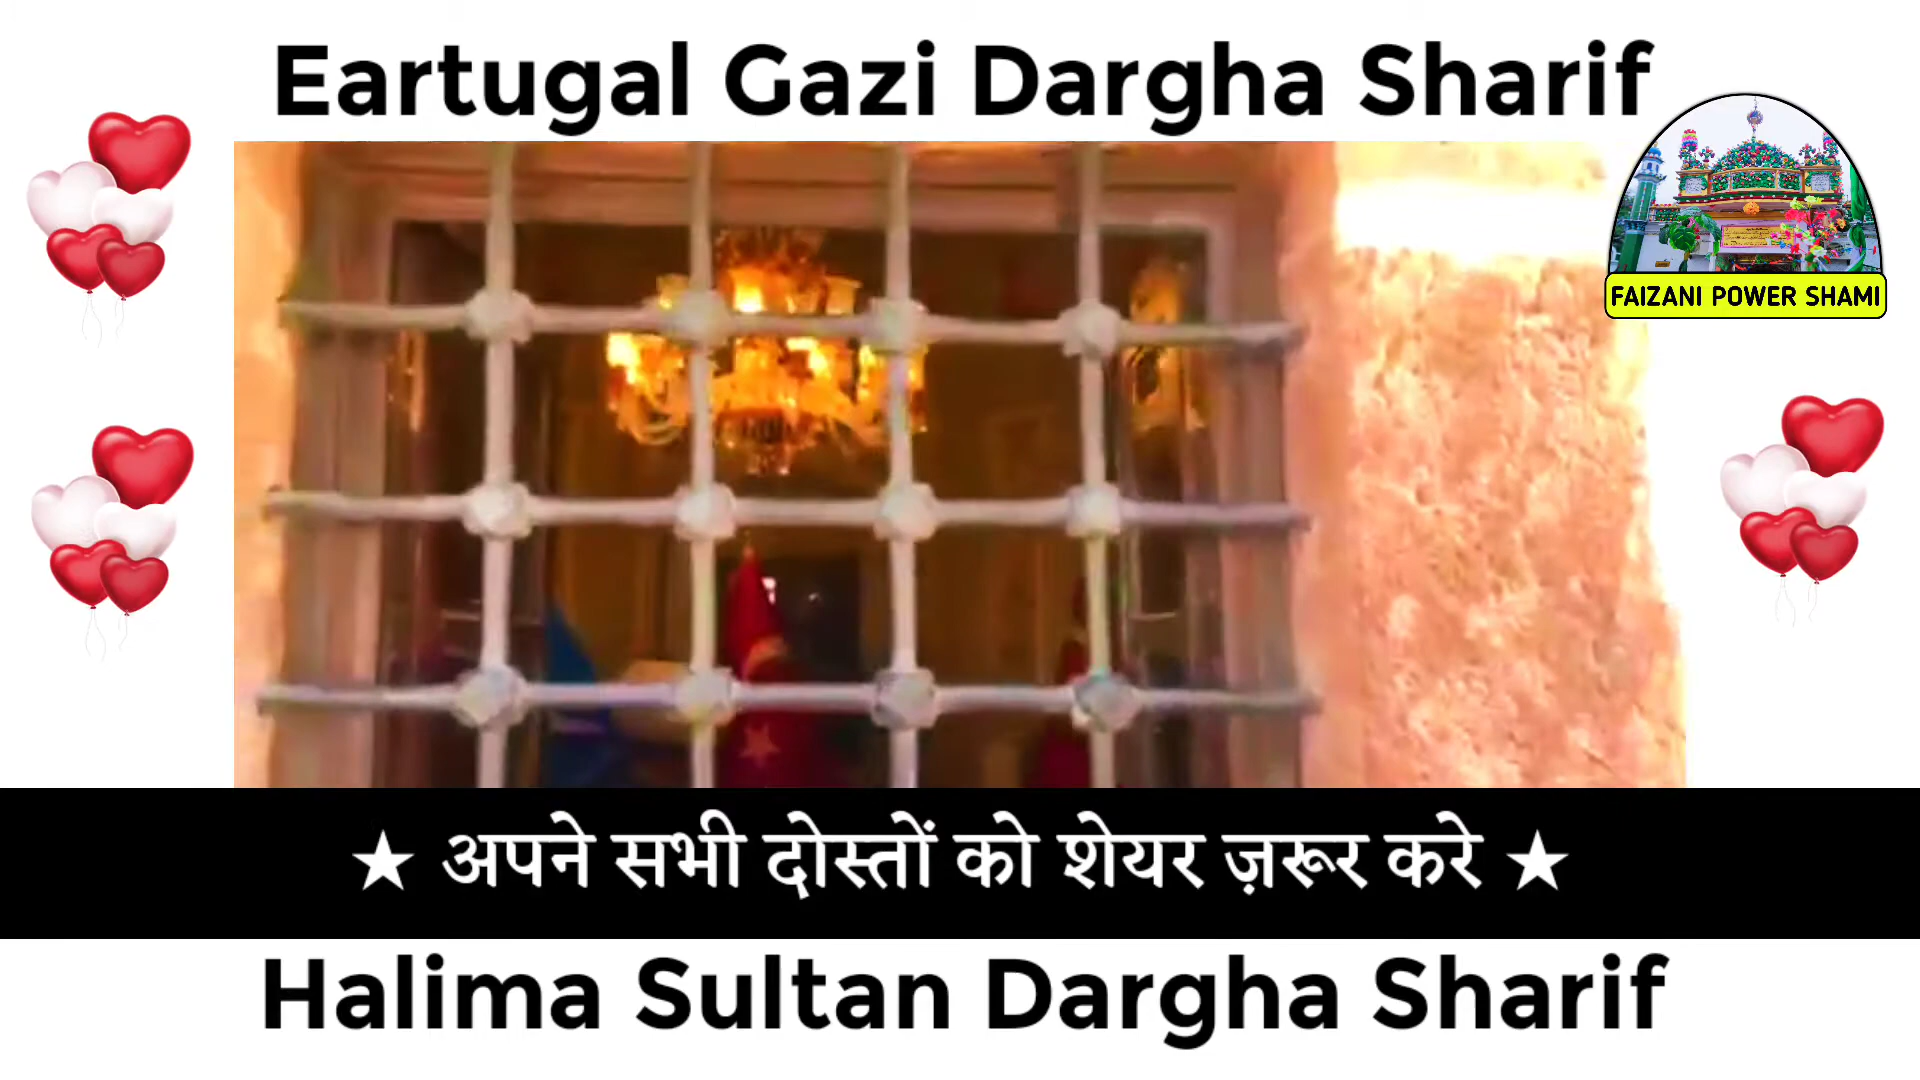 Eartugal Gazi Dargha Sharif
FAIZANI POWER SHAMI
★ अपने सभी दोस्तों को शेयर ज़रूर करे ★
Halima Sultan Dargha Sharif